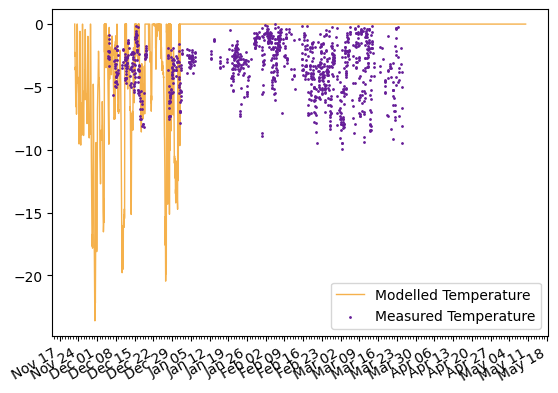 0
−5
−10
−15
−20
Modelled Temperature
Measured Temperature
Nov 17
Nov 24
Dec 01
Dec 08
Dec 15
Dec 22
Dec 29
Jan 05
Jan 12
Jan 19
Jan 26
Feb 02
Feb 09
Feb 16
Feb 23
Mar 02
Mar 09
Mar 16
Mar 23
Mar 30
Apr 06
Apr 13
Apr 20
Apr 27
May 04
May 11
May 18